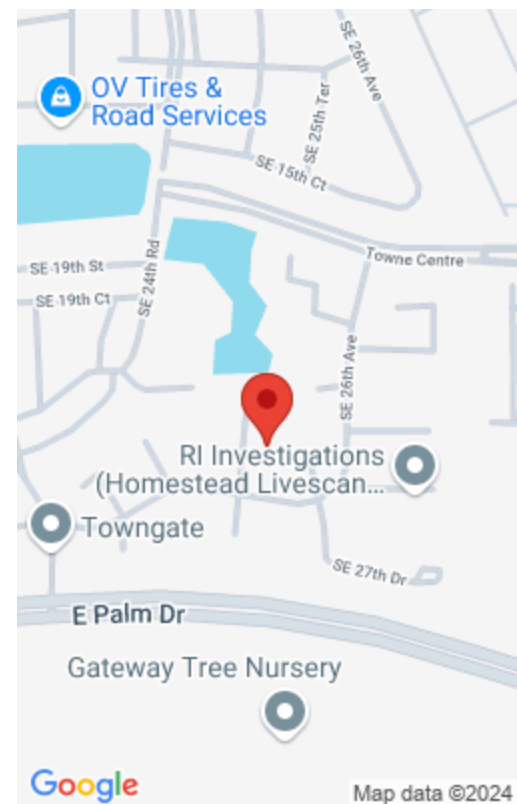 SE 26th Ave
OV Tires &
Road Services
SE 25th Ter
SE 15th Ct
Towne Centre
SE 19th St
SE 24th Rd
SE 19th Ct
SE 26th Ave
RI Investigations
(Homestead Livescan...
Towngate
SE 27th Dr
E Palm Dr
Gateway Tree Nursery
Google
Map data ©2024